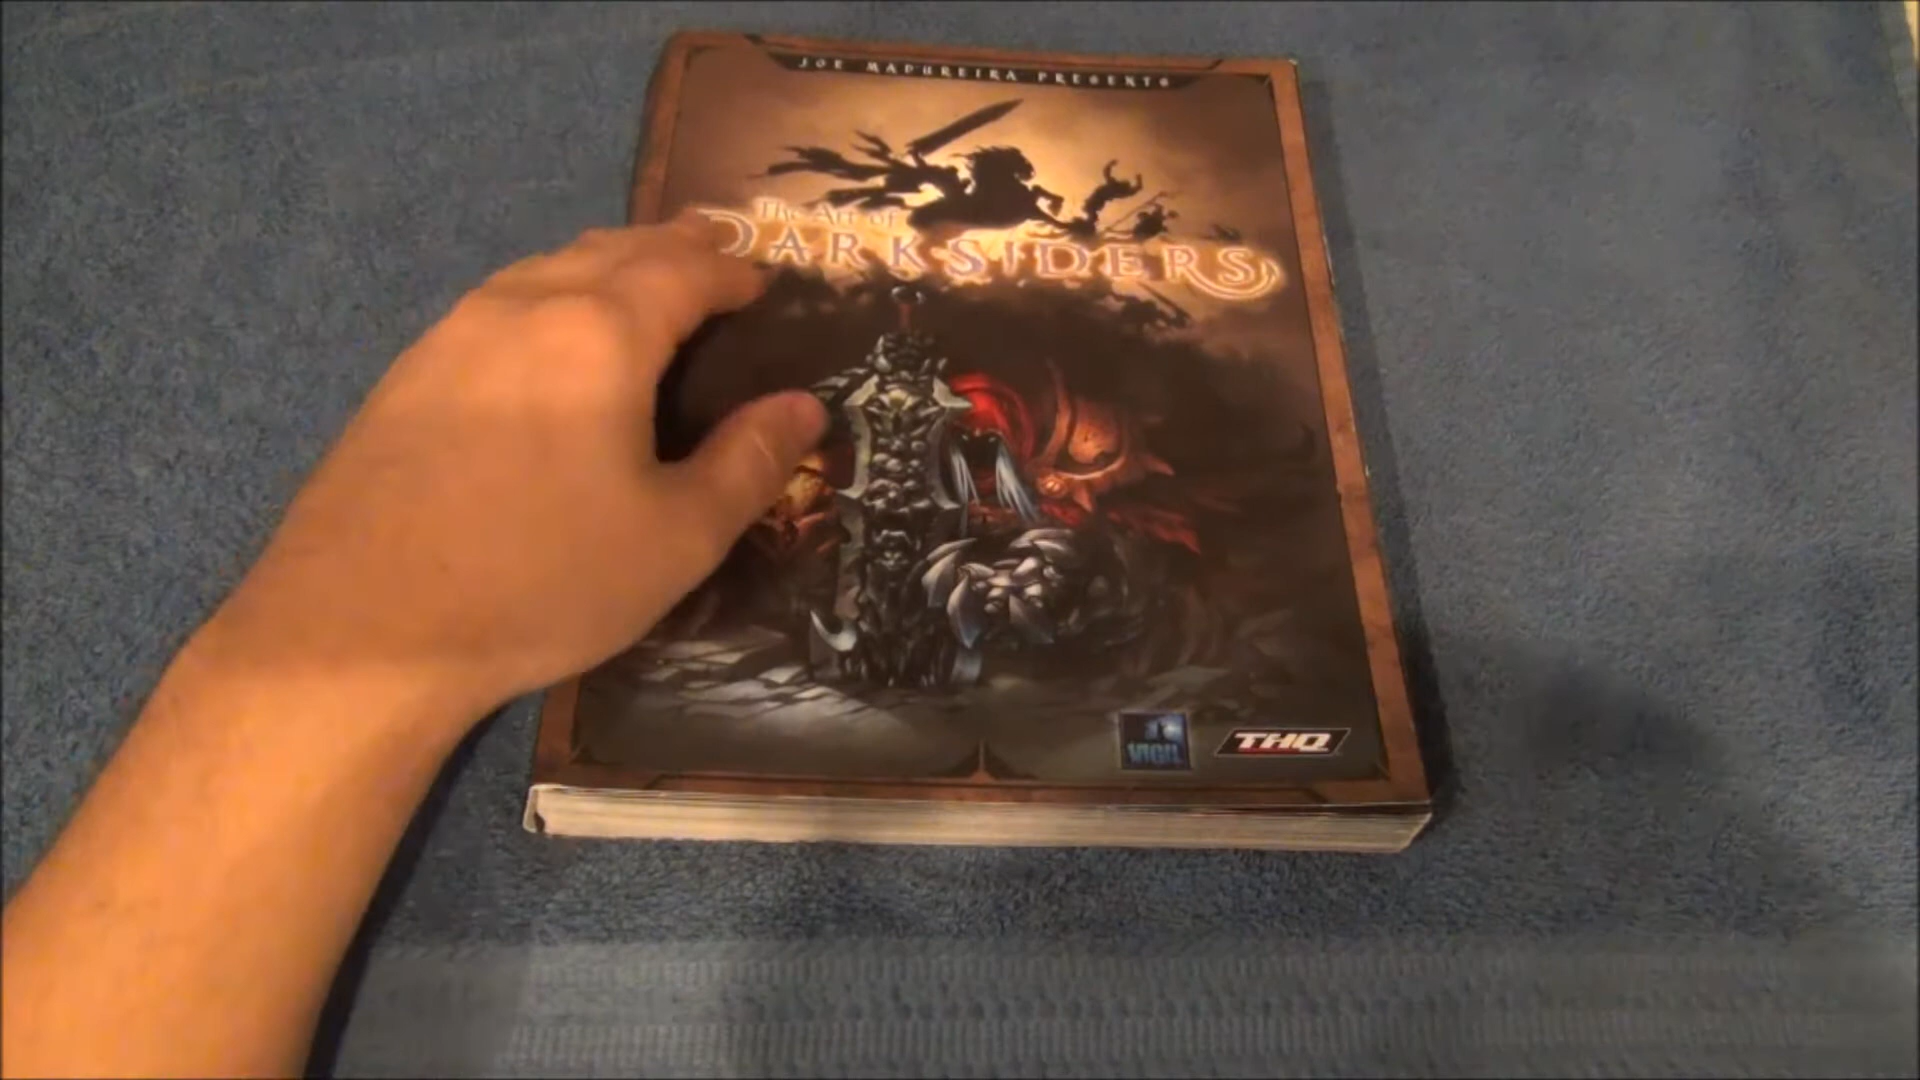 JOE MADUREIRA PRESENTS
The Art of
DARKSIDERS
VIGIL
THQ